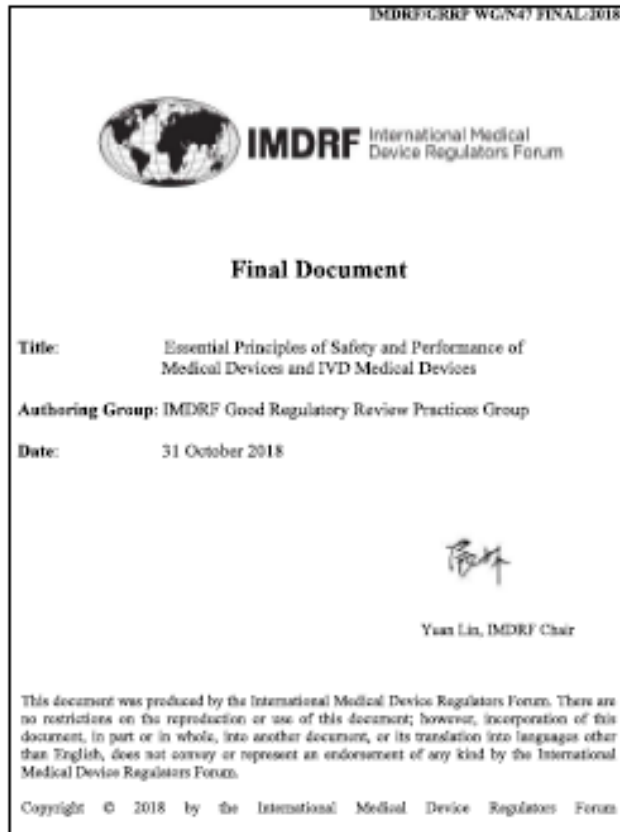 IMDRF/GRRP WG/N47 FINAL:2018
IMDRF International Medical
Device Regulators Forum
Final Document
Title: Essential Principles of Safety and Performance of
Medical Devices and IVD Medical Devices
Authoring Group: IMDRF Good Regulatory Review Practices Group
Date: 31 October 2018
Yuan Lin, IMDRF Chair
This document was produced by the International Medical Device Regulators Forum. There are
no restrictions on the reproduction or use of this document; however, incorporation of this
document, in part or in whole, into another document, or its translation into languages other
than English, does not convey or represent an endorsement of any kind by the International
Medical Device Regulators Forum.
Copyright © 2018 by the International Medical Device Regulators Forum